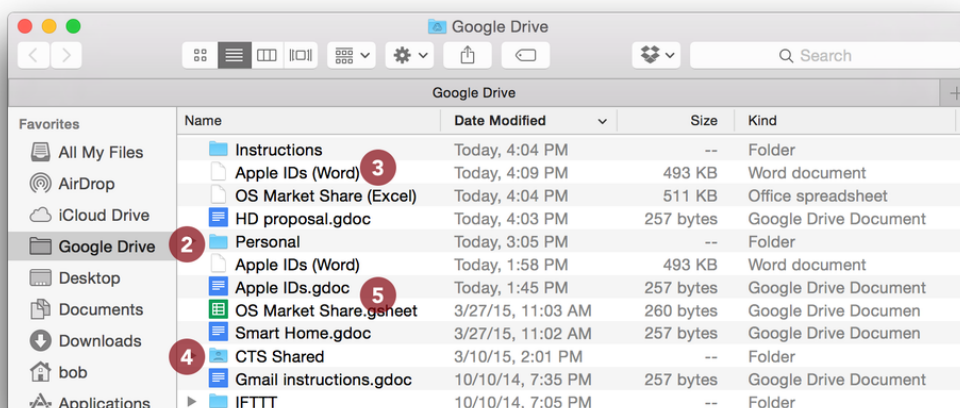 Google Drive
Search
Google Drive
Favorites
All My Files
AirDrop
iCloud Drive
Google Drive
Desktop
Documents
Downloads
bob
Applications
Name Date Modified Size Kind
Instructions Today, 4:04 PM -- Folder
Apple IDs (Word) 3 Today, 4:09 PM 493 KB Word document
OS Market Share (Excel) Today, 4:04 PM 511 KB Office spreadsheet
HD proposal.gdoc Today, 4:03 PM 257 bytes Google Drive Document
2 Personal Today, 3:05 PM -- Folder
Apple IDs (Word) Today, 1:58 PM 493 KB Word document
Apple IDs.gdoc 5 Today, 1:45 PM 257 bytes Google Drive Document
OS Market Share.gsheet 3/27/15, 11:03 AM 260 bytes Google Drive Documen
Smart Home.gdoc 3/27/15, 11:02 AM 257 bytes Google Drive Documen
4 CTS Shared 3/10/15, 2:01 PM -- Folder
Gmail instructions.gdoc 10/10/14, 7:35 PM 257 bytes Google Drive Document
IFTTT 10/10/14, 7:05 PM -- Folder